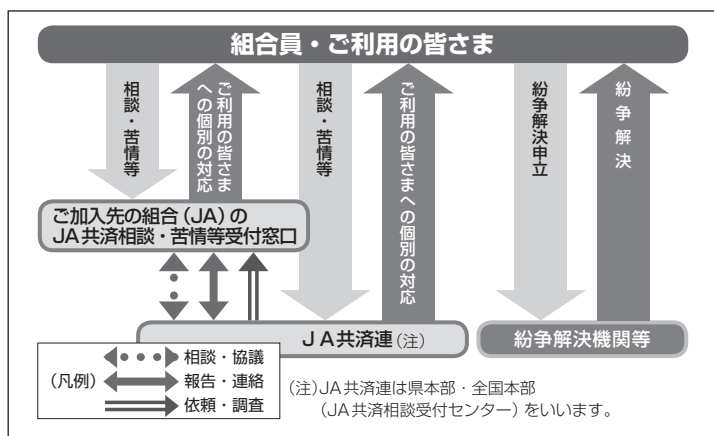 組合員・ご利用の皆さま
相談・苦情等
ご利用の皆さま
への個別の対応
相談・苦情等
ご利用の皆さまへの個別の対応
紛争解決申立
紛争解決
ご加入先の組合（JA）の
JA共済相談・苦情等受付窓口
JA共済連（注）
紛争解決機関等
（凡例）
相談・協議
報告・連絡
依頼・調査
（注）JA共済連は県本部・全国本部
（JA共済相談受付センター）をいいます。